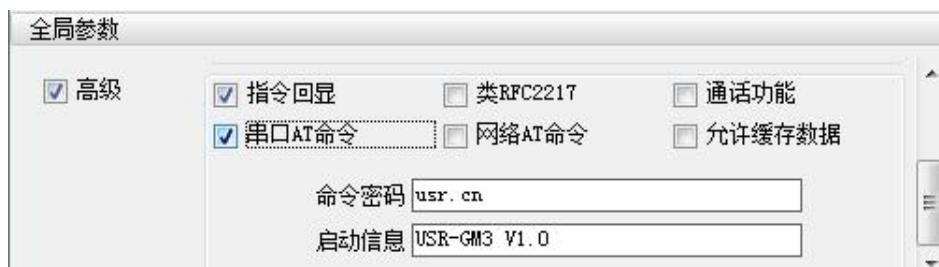 全局参数
高级
指令回显 类RFC2217 通话功能
串口AT命令 网络AT命令 允许缓存数据
命令密码 usr.cn
启动信息 USR-GM3 V1.0